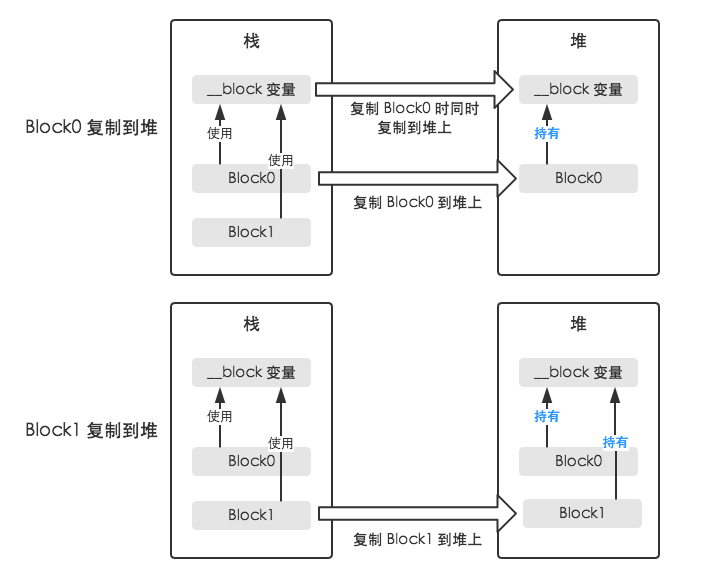 栈
堆
__block 变量
__block 变量
复制 Block0 时同时
复制到堆上
Block0 复制到堆
使用
使用
持有
Block0
Block0
复制 Block0 到堆上
Block1
栈
堆
__block 变量
__block 变量
使用
使用
持有
持有
Block1 复制到堆
Block0
Block0
Block1
Block1
复制 Block1 到堆上